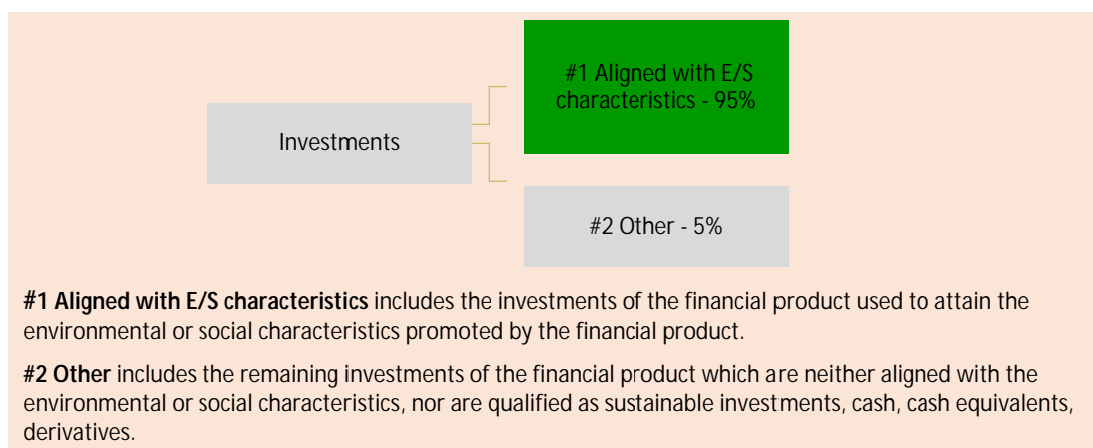 #1 Aligned with E/S
characteristics - 95%
Investments
#2 Other - 5%
#1 Aligned with E/S characteristics includes the investments of the financial product used to attain the
environmental or social characteristics promoted by the financial product.
#2 Other includes the remaining investments of the financial product which are neither aligned with the
environmental or social characteristics, nor are qualified as sustainable investments, cash, cash equivalents,
derivatives.